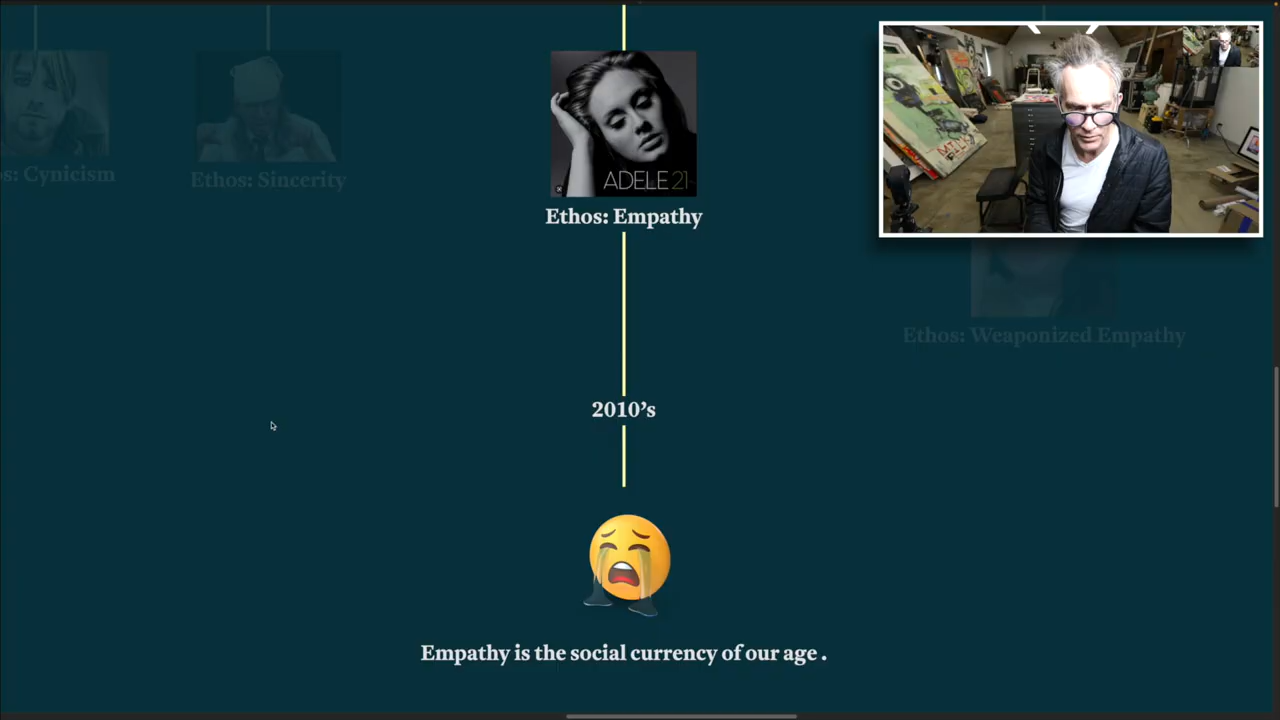 ADELE 21
s: Cynicism
Ethos: Sincerity
Ethos: Empathy
Ethos: Weaponized Empathy
2010’s
Empathy is the social currency of our age .